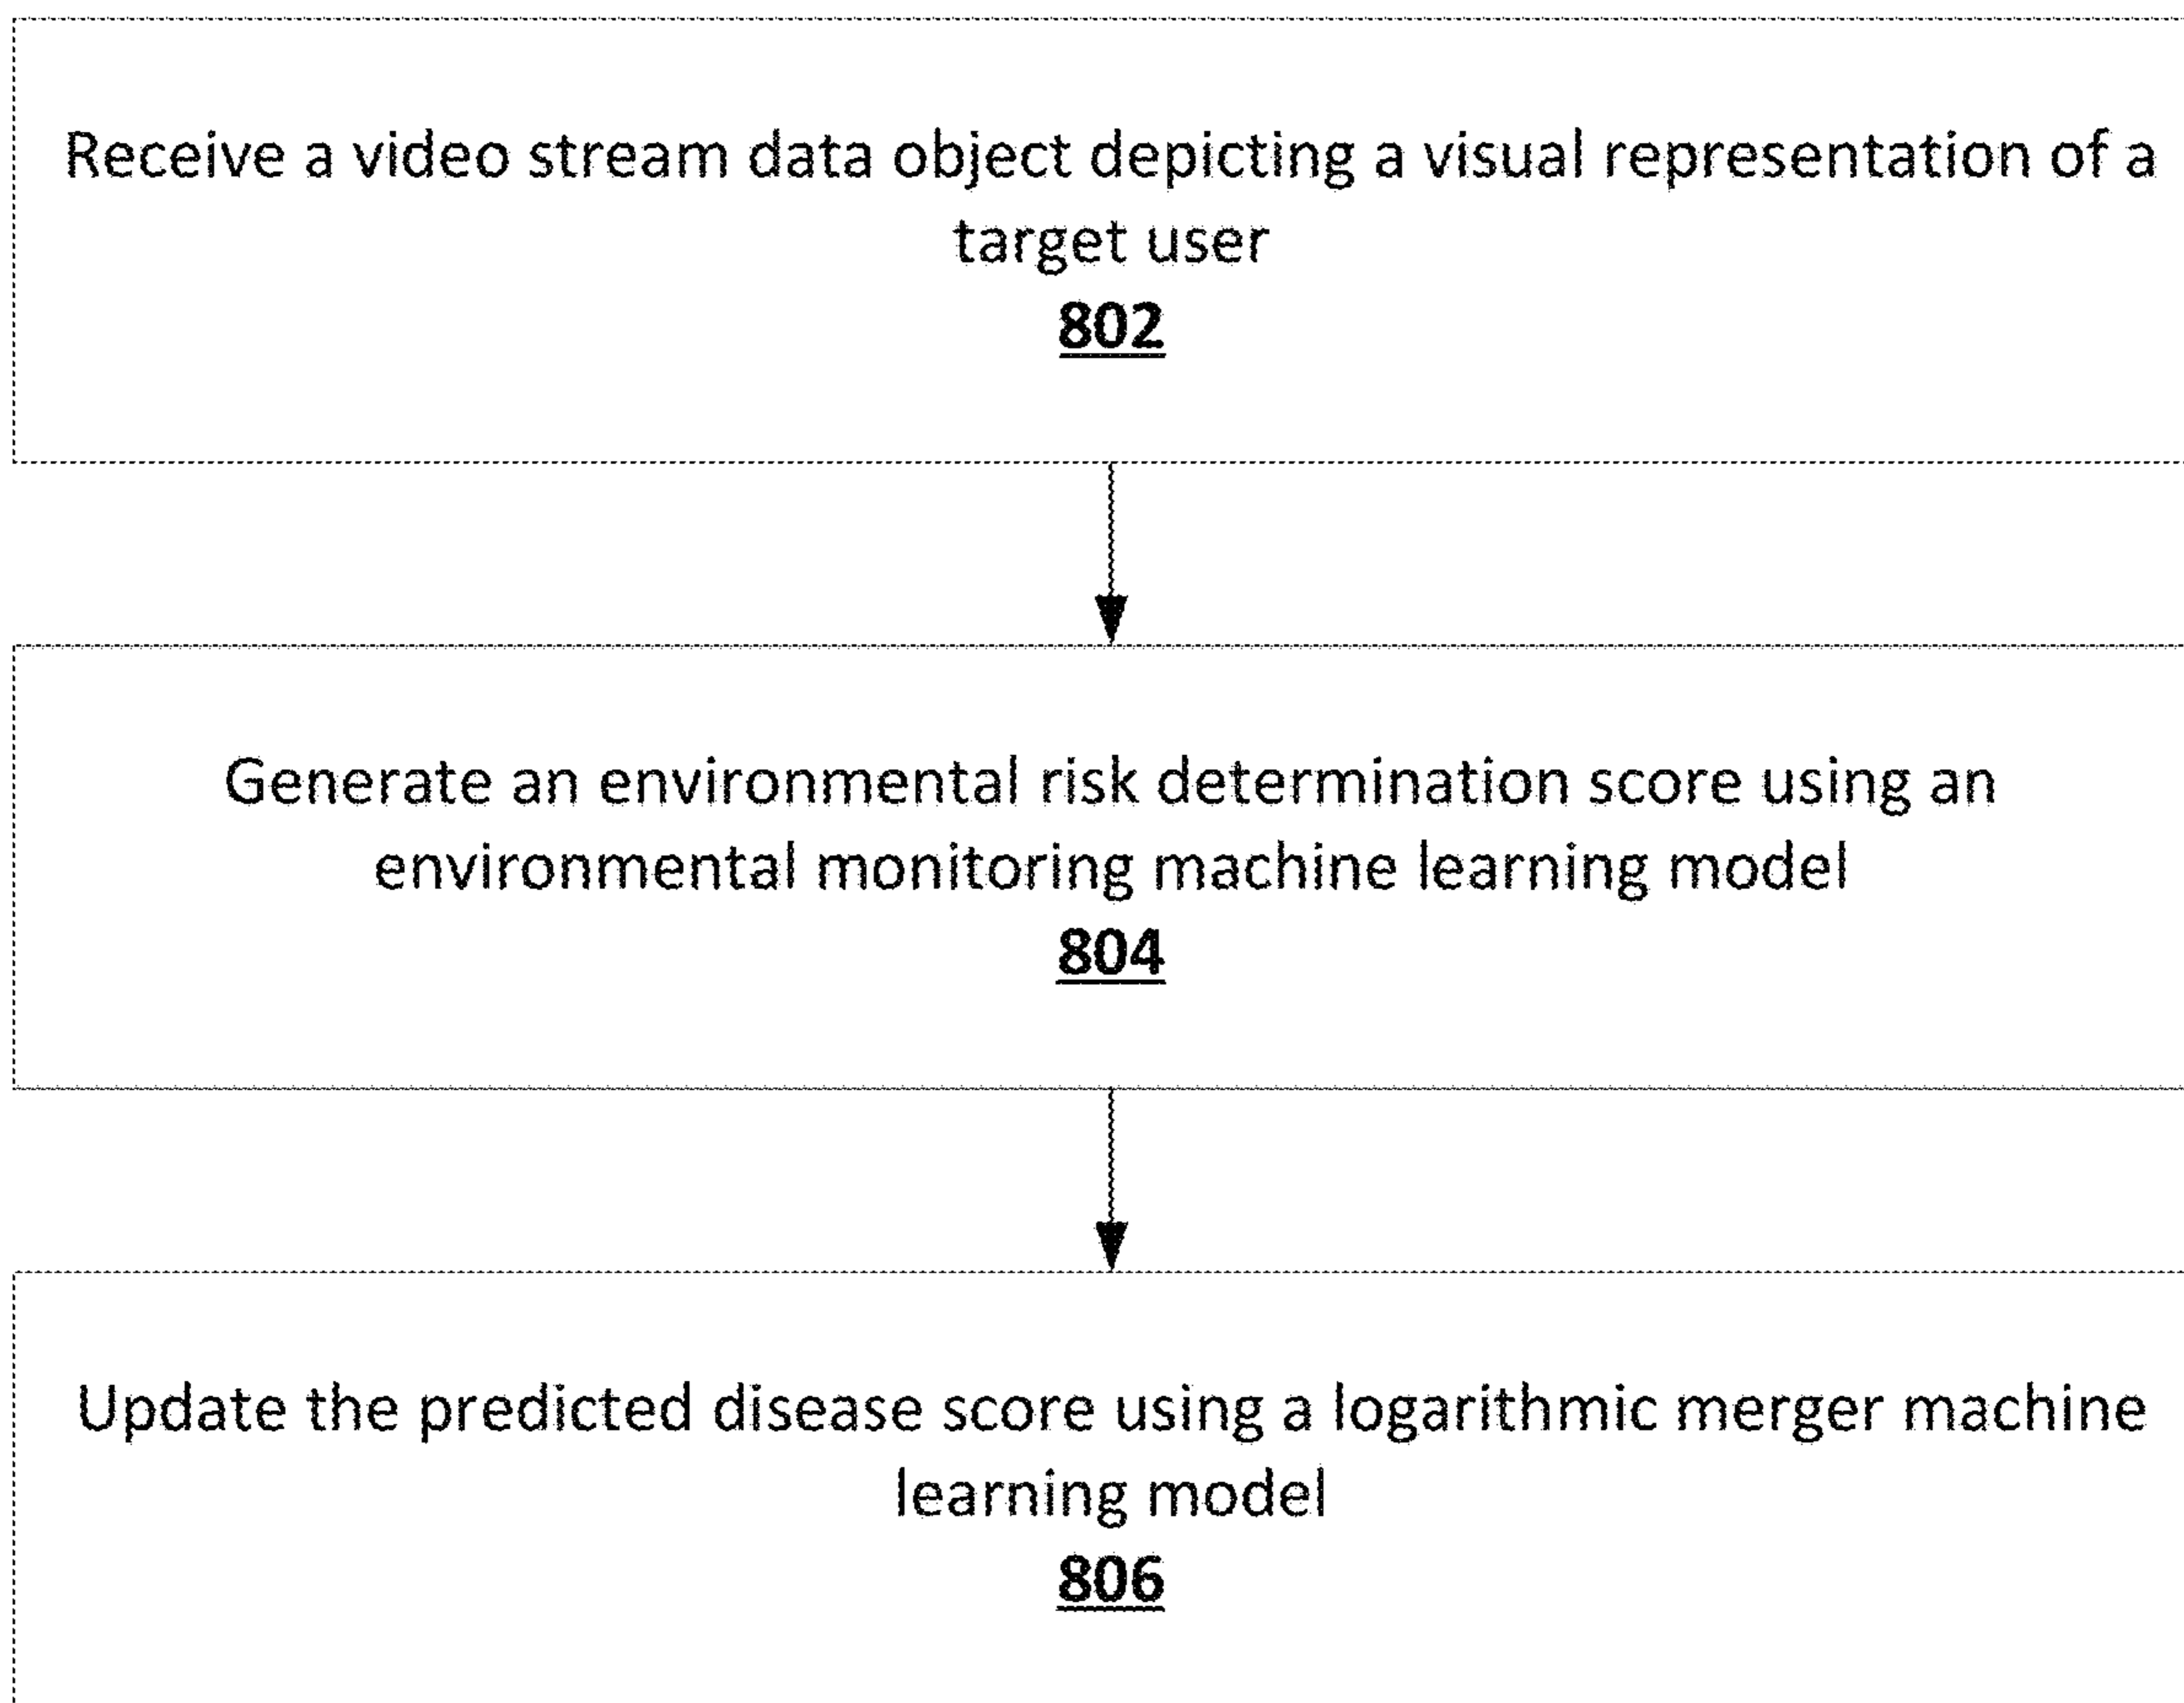 Receive a video stream data object depicting a visual representation of a
target user
802
Generate an environmental risk determination score using an
environmental monitoring machine learning model
804
Update the predicted disease score using a logarithmic merger machine
learning model
806